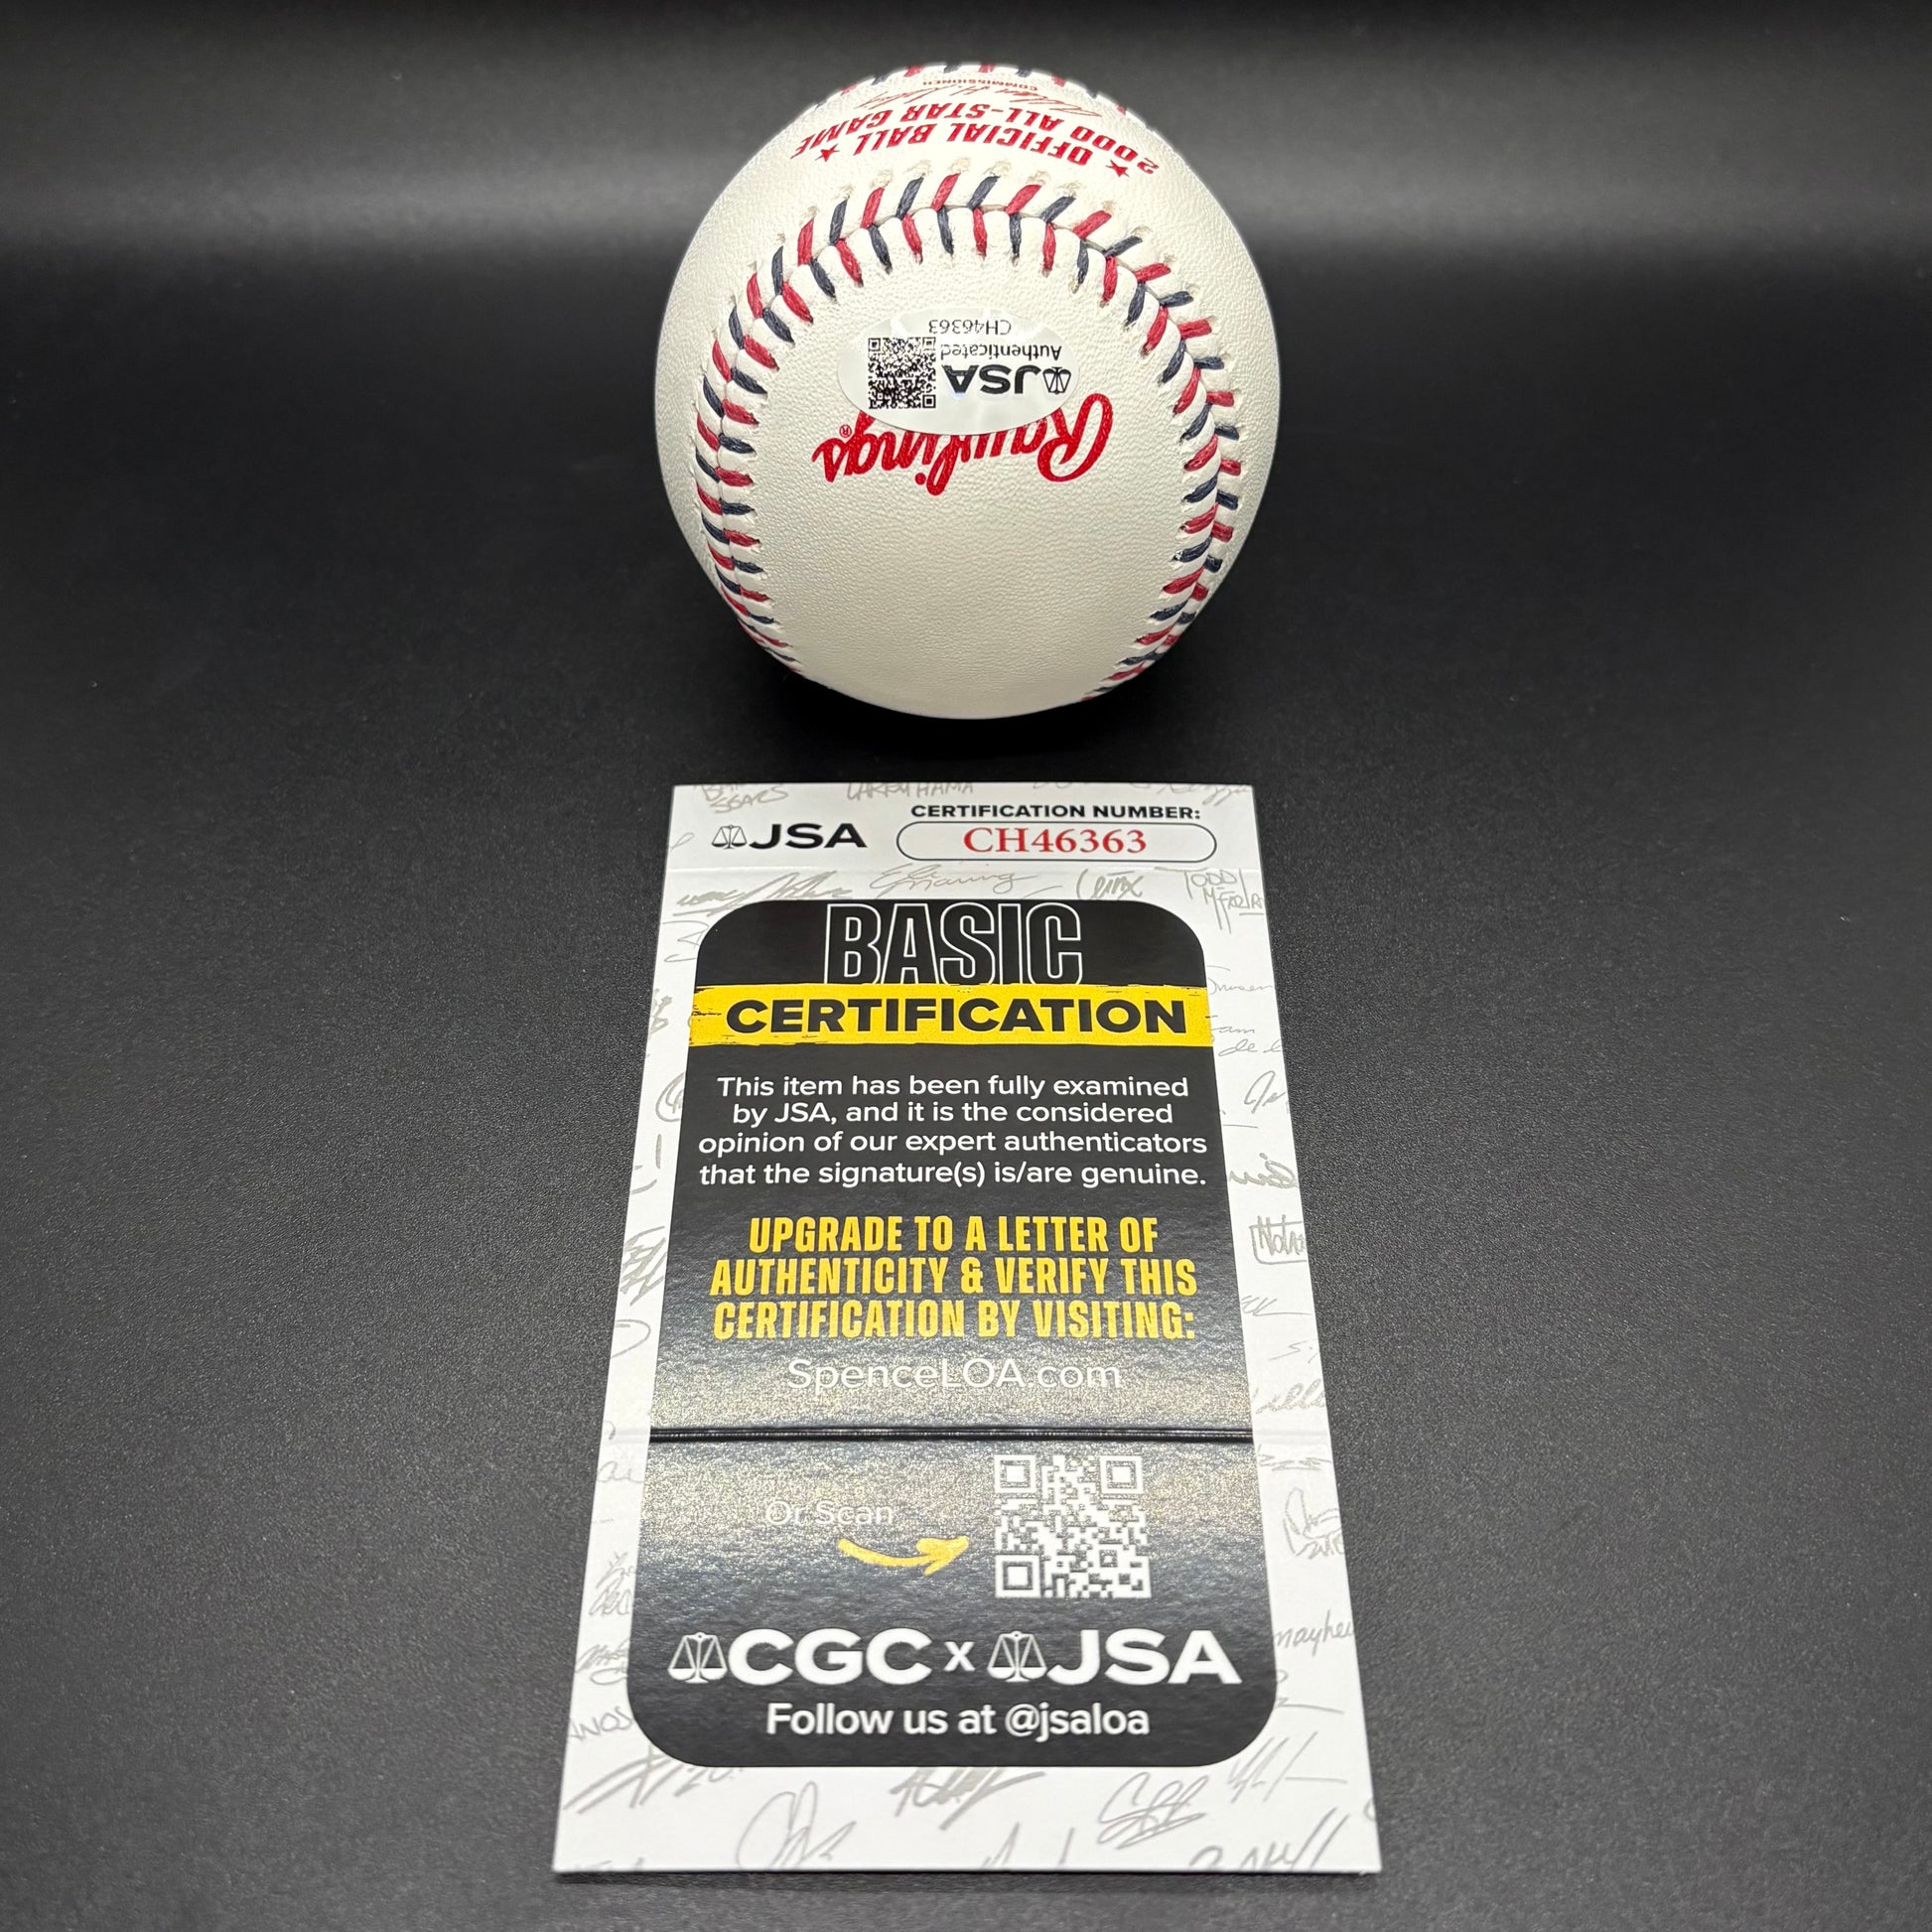 COMMISSIONER
2000 ALL-STAR GAME
★ OFFICIAL BALL ★
CH46363
Authenticated
JSA
Rawlings®
JSA
CERTIFICATION NUMBER:
CH46363
BASIC
CERTIFICATION
This item has been fully examined
by JSA, and it is the considered
opinion of our expert authenticators
that the signature(s) is/are genuine.
UPGRADE TO A LETTER OF
AUTHENTICITY & VERIFY THIS
CERTIFICATION BY VISITING:
SpenceLOA.com
Or Scan
CGC x JSA
Follow us at @jsaloa